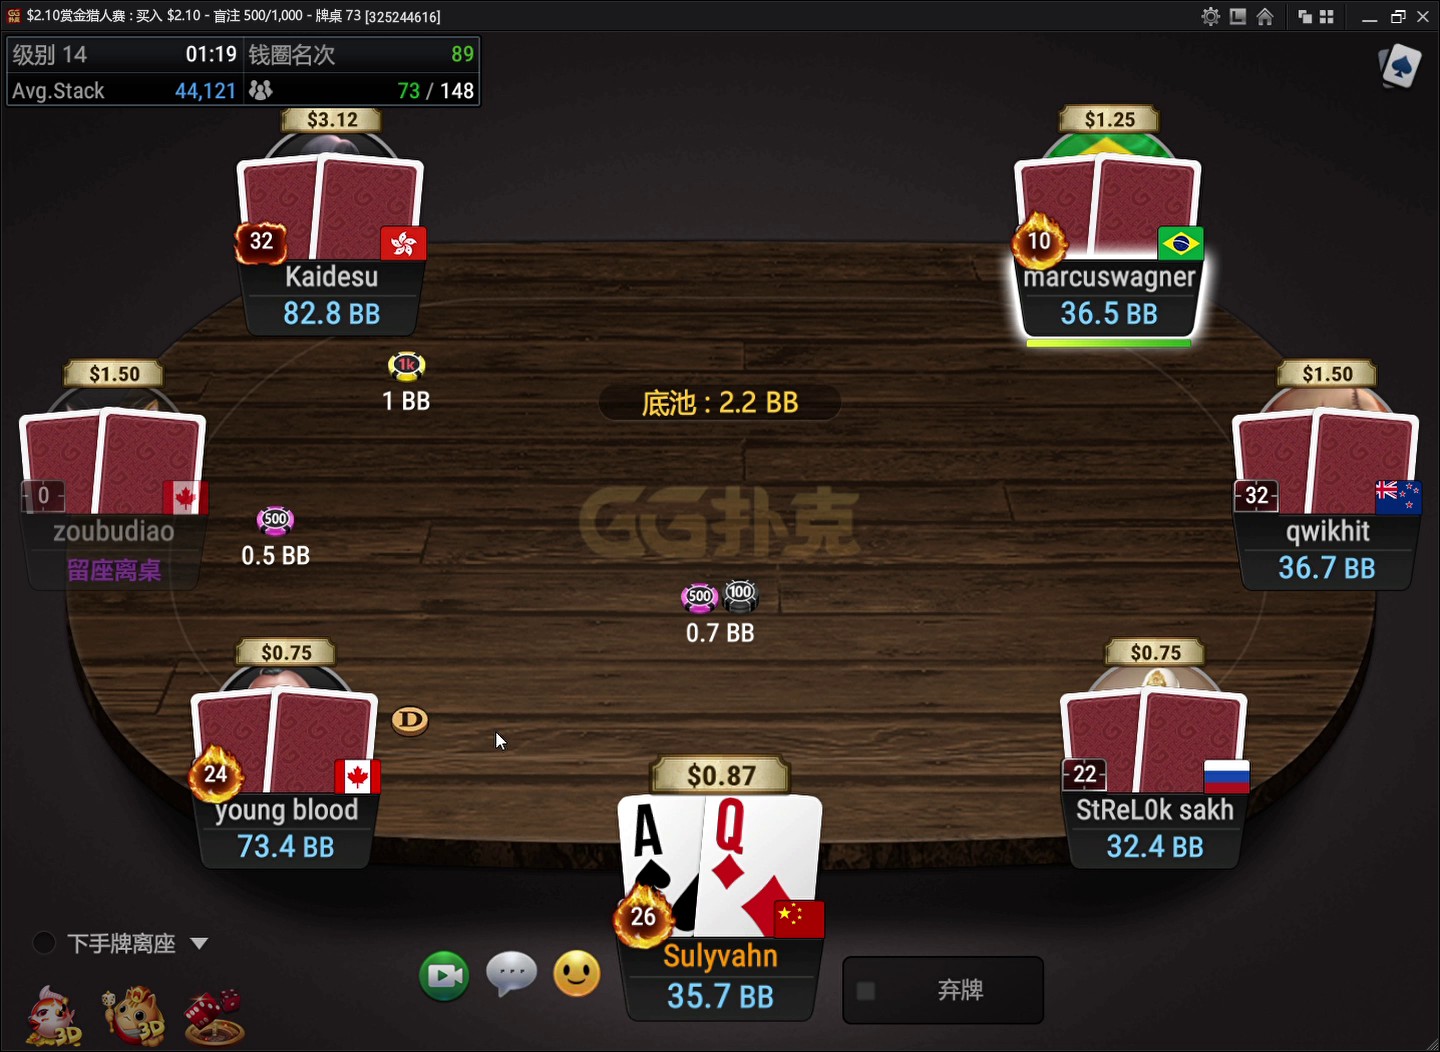 $2.10赏金猎人赛 : 买入 $2.10 - 盲注 500/1,000 - 牌桌 73 [325244616]
级别 14 01:19 钱圈名次 89
Avg.Stack 44,121 73 / 148
$3.12
$1.25
32
10
Kaidesu
marcuswagner
82.8 BB
36.5 BB
$1.50
1k
1 BB
底池 : 2.2 BB
$1.50
0
32
zoubudiao
qwikhit
留座离桌
36.7 BB
500
0.5 BB
GG扑克
500 100
0.7 BB
$0.75
$0.75
D
24
22
young blood
StReL0k sakh
73.4 BB
32.4 BB
$0.87
A Q
26
Sulyvahn
35.7 BB
下手牌离座
弃牌
3D
3D